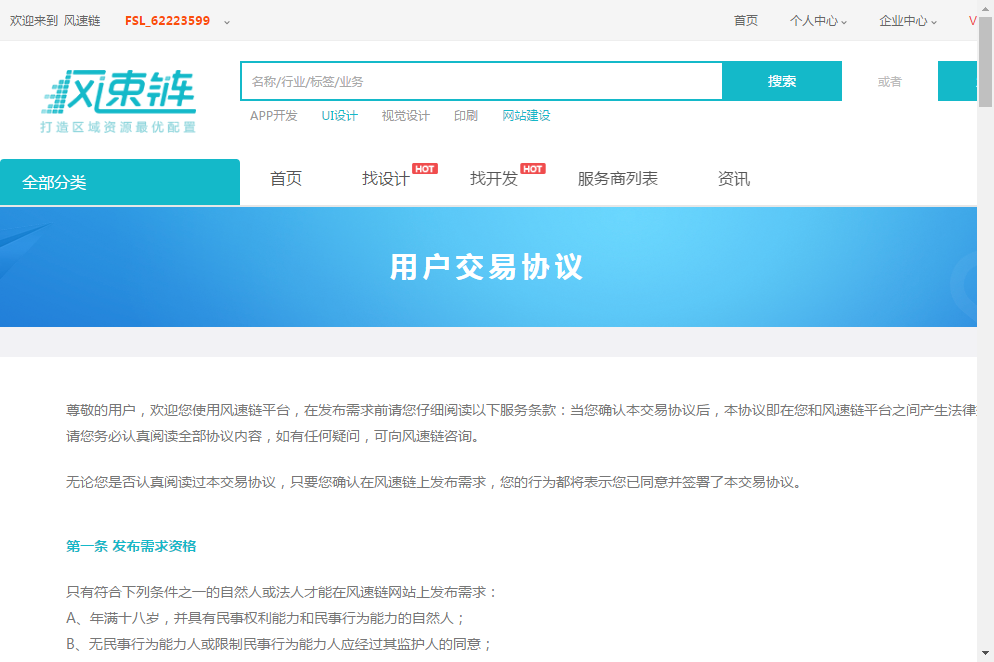 欢迎来到 风速链 FSL_62223599 首页 个人中心 企业中心 V
风速链
打造区域资源最优配置
名称/行业/标签/业务 搜索 或者
APP开发 UI设计 视觉设计 印刷 网站建设
全部分类 首页 找设计 HOT 找开发 HOT 服务商列表 资讯
用户交易协议
尊敬的用户，欢迎您使用风速链平台，在发布需求前请您仔细阅读以下服务条款：当您确认本交易协议后，本协议即在您和风速链平台之间产生法律
请您务必认真阅读全部协议内容，如有任何疑问，可向风速链咨询。
无论您是否认真阅读过本交易协议，只要您确认在风速链上发布需求，您的行为都将表示您已同意并签署了本交易协议。
第一条 发布需求资格
只有符合下列条件之一的自然人或法人才能在风速链网站上发布需求：
A、年满十八岁，并具有民事权利能力和民事行为能力的自然人；
B、无民事行为能力人或限制民事行为能力人应经过其监护人的同意；